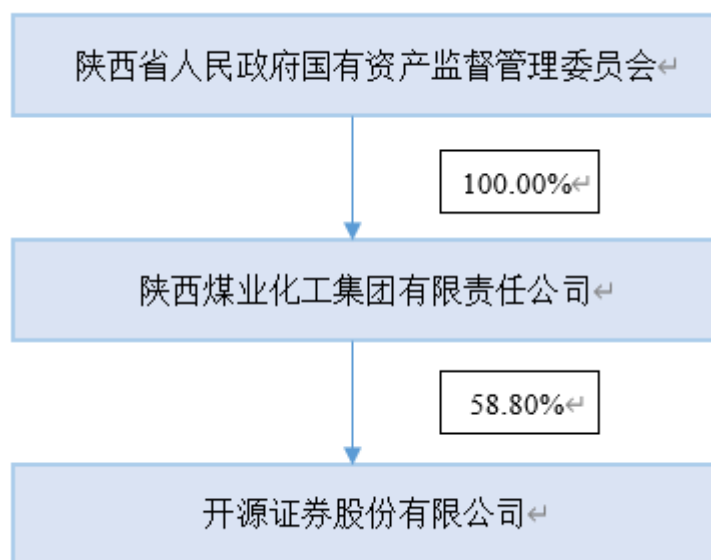 陕西省人民政府国有资产监督管理委员会
100.00%
陕西煤业化工集团有限责任公司
58.80%
开源证券股份有限公司